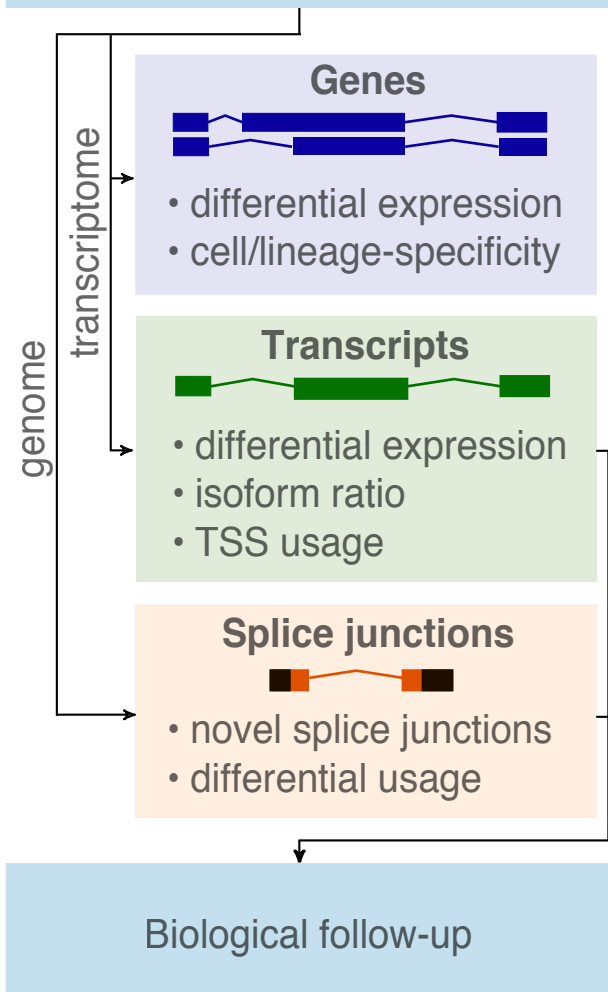 genome
transcriptome
Genes
• differential expression
• cell/lineage-specificity
Transcripts
• differential expression
• isoform ratio
• TSS usage
Splice junctions
• novel splice junctions
• differential usage
Biological follow-up